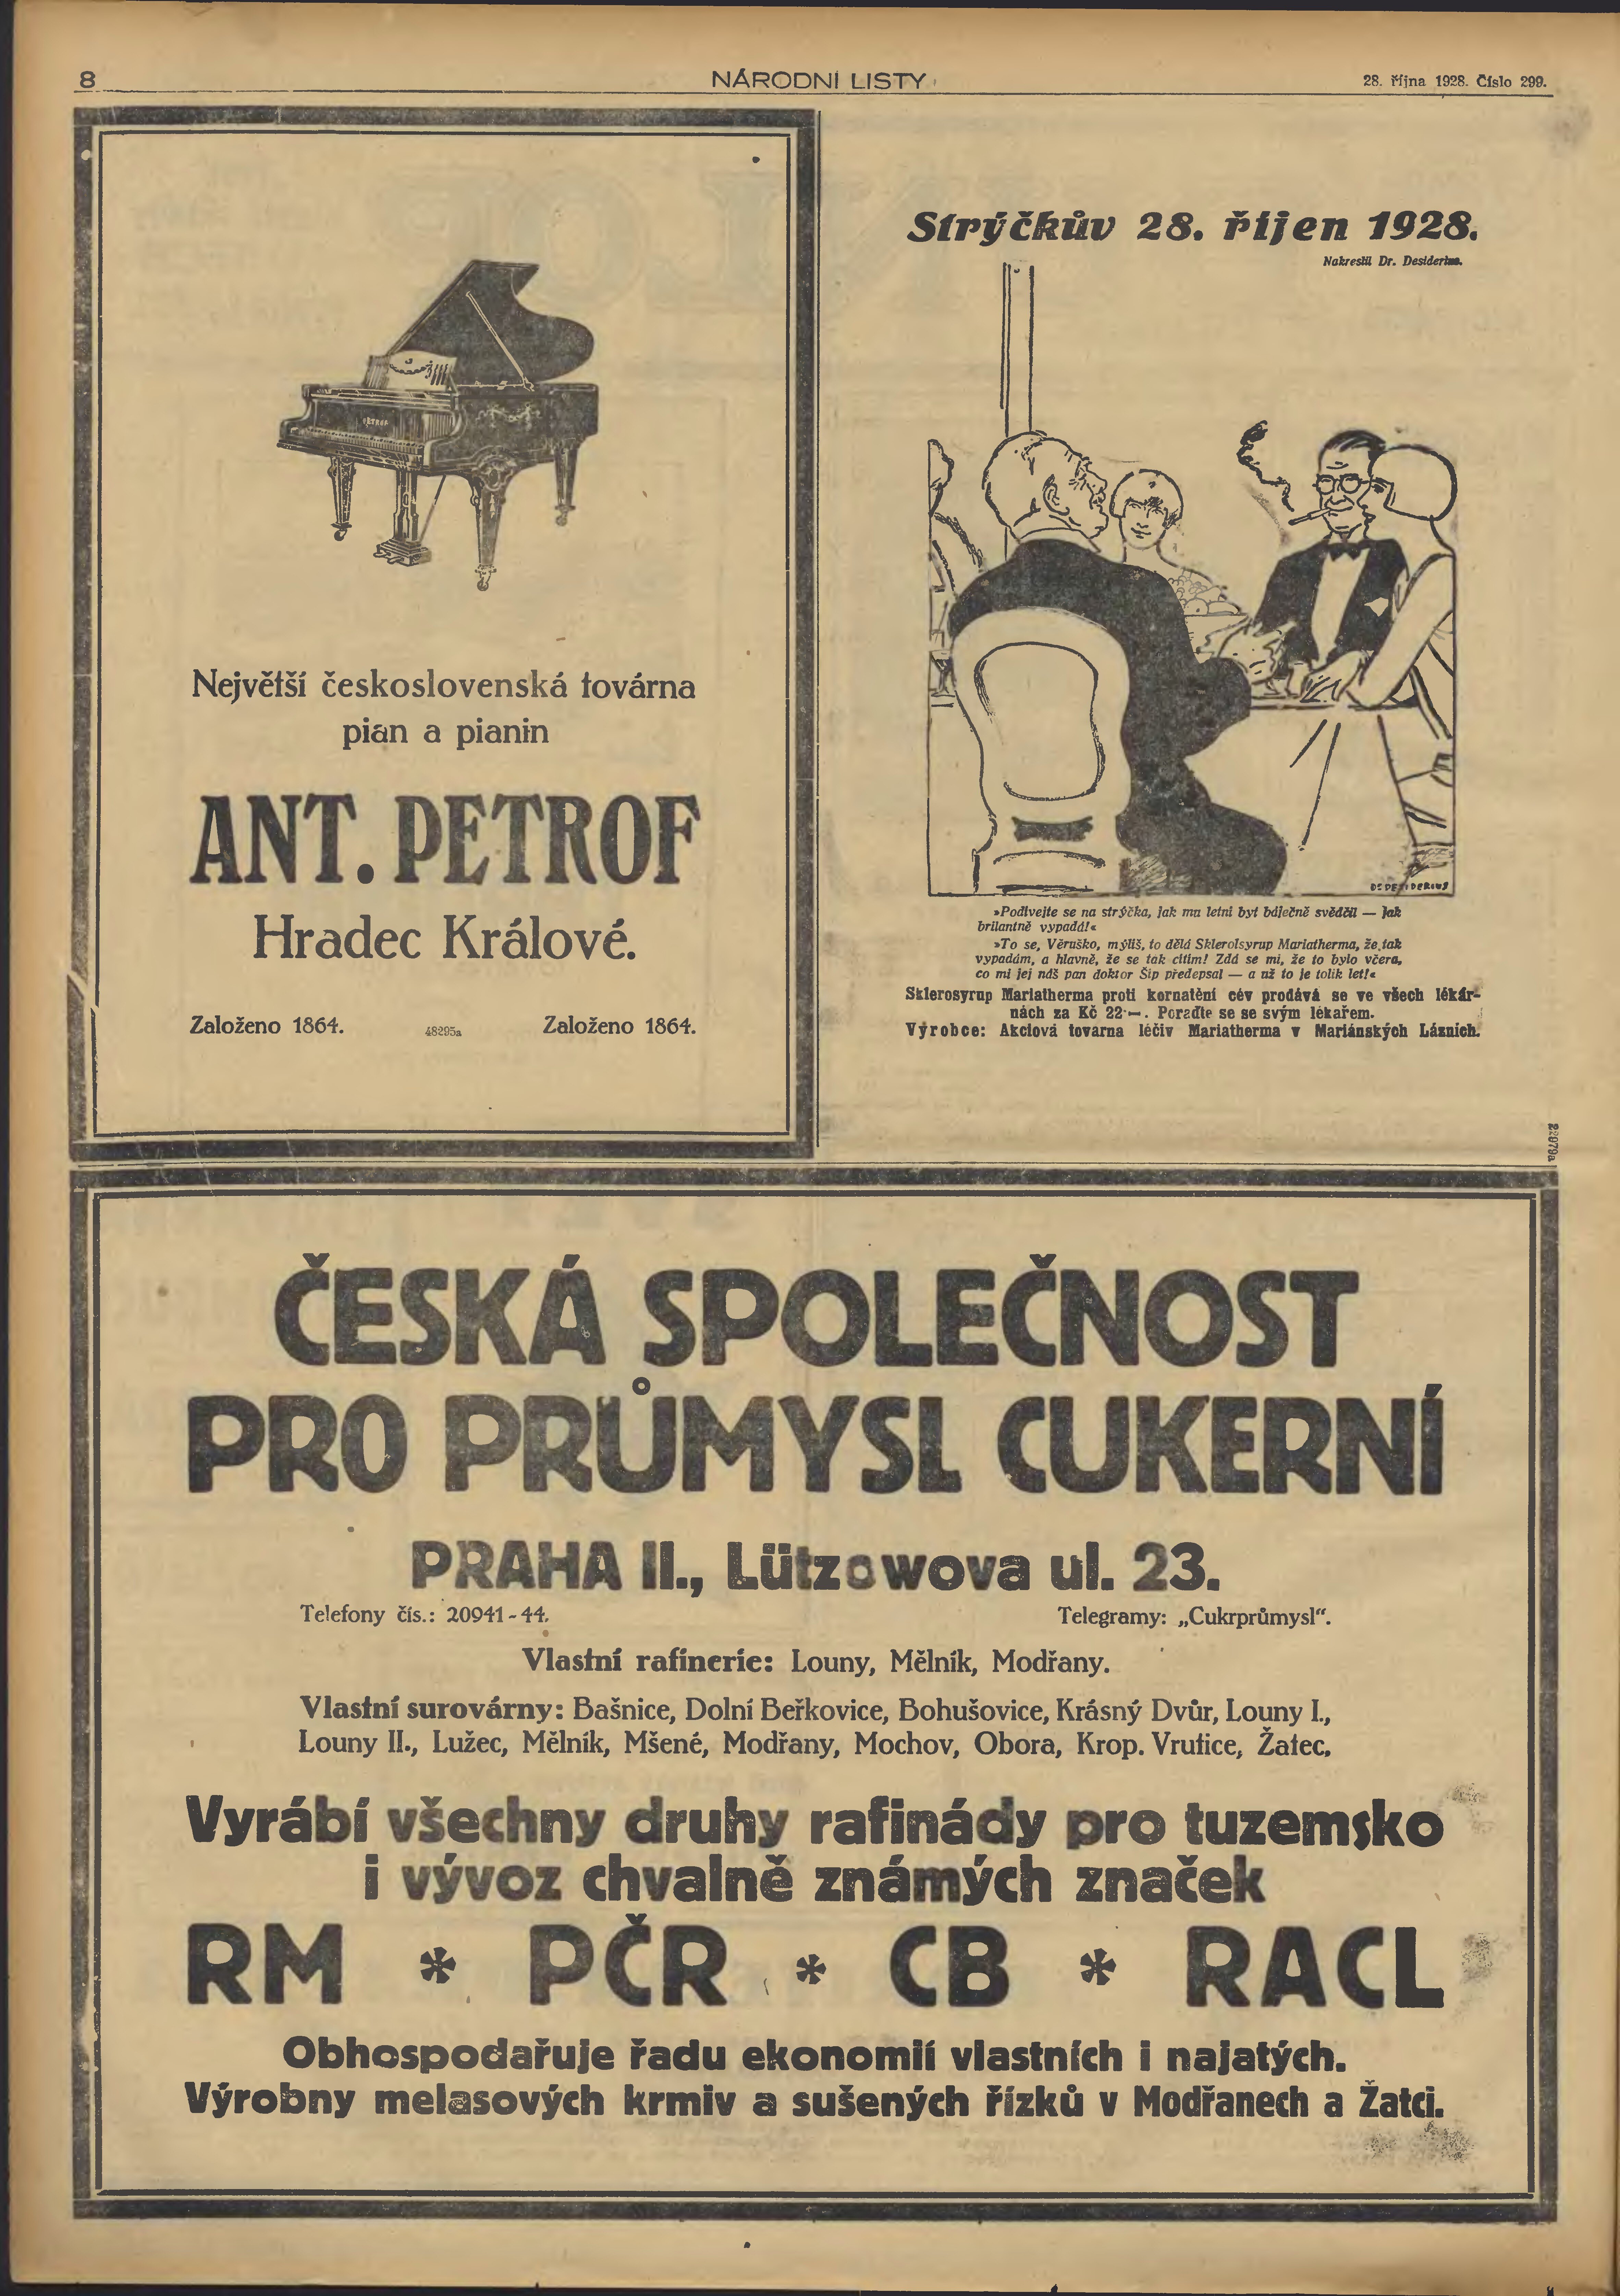 8
NÁRODNÍ LISTY
28. října 1928. Číslo 299.
PETROF
Největší československá továrna
pian a pianin
ANT. PETROF
Hradec Králové.
Založeno 1864.
48295a
Založeno 1864.
Strýčkův 28. říjen 1928.
Nakreslil Dr. Desiderius.
DR DESIDERIUS
»Podívejte se na strýčka, jak mu letní byt báječně svědčil — jak
brilantně vypadá!«
»To se, Věruško, mýlíš, to dělá Sklerolsyrup Mariatherma, že tak
vypadám, a hlavně, že se tak cítím! Zdá se mi, že to bylo včera,
co mi jej náš pan doktor Šíp předepsal — a už to je tolik let!«
Sklerosyrup Mariatherma proti kornatění cév prodává se ve všech lékár-
nách za Kč 22·—. Poraďte se se svým lékařem.
Výrobce: Akciová tovarna léčiv Mariatherma v Mariánských Lázních.
ČESKÁ SPOLEČNOST
PRO PRŮMYSL CUKERNÍ
PRAHA II., Lützowova ul. 23.
Telefony čís.: 20941-44.
Telegramy: „Cukrprůmysl“.
Vlastní rafinerie: Louny, Mělník, Modřany.
Vlastní surovárny: Bašnice, Dolní Beřkovice, Bohušovice, Krásný Dvůr, Louny I.,
Louny II., Lužec, Mělník, Mšené, Modřany, Mochov, Obora, Krop. Vrutice, Žatec.
Vyrábí všechny druhy rafinády pro tuzemsko
i vývoz chvalně známých značek
RM * PČR * CB * RACL
Obhospodařuje řadu ekonomií vlastních i najatých.
Výrobny melasových krmiv a sušených řízků v Modřanech a Žatci.